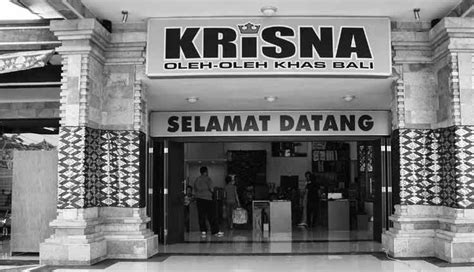 KRISNA
OLEH-OLEH KHAS BALI
SELAMAT DATANG